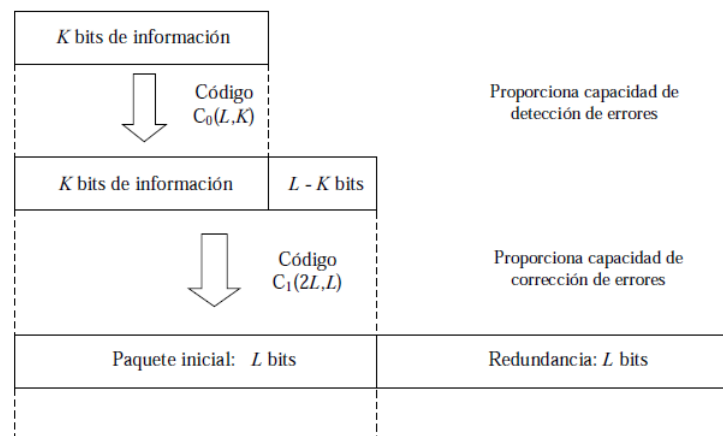 K bits de información
Código
C₀(L,K)
Proporciona capacidad de
detección de errores
K bits de información
L - K bits
Código
C₁(2L,L)
Proporciona capacidad de
corrección de errores
Paquete inicial: L bits
Redundancia: L bits